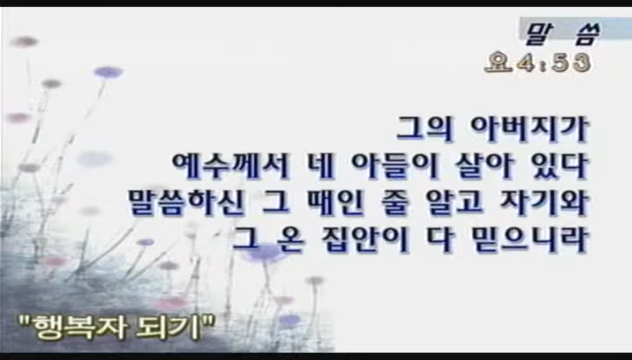 말 씀
요4:53
그의 아버지가
예수께서 네 아들이 살아 있다
말씀하신 그 때인 줄 알고 자기와
그 온 집안이 다 믿으니라
"행복자 되기"